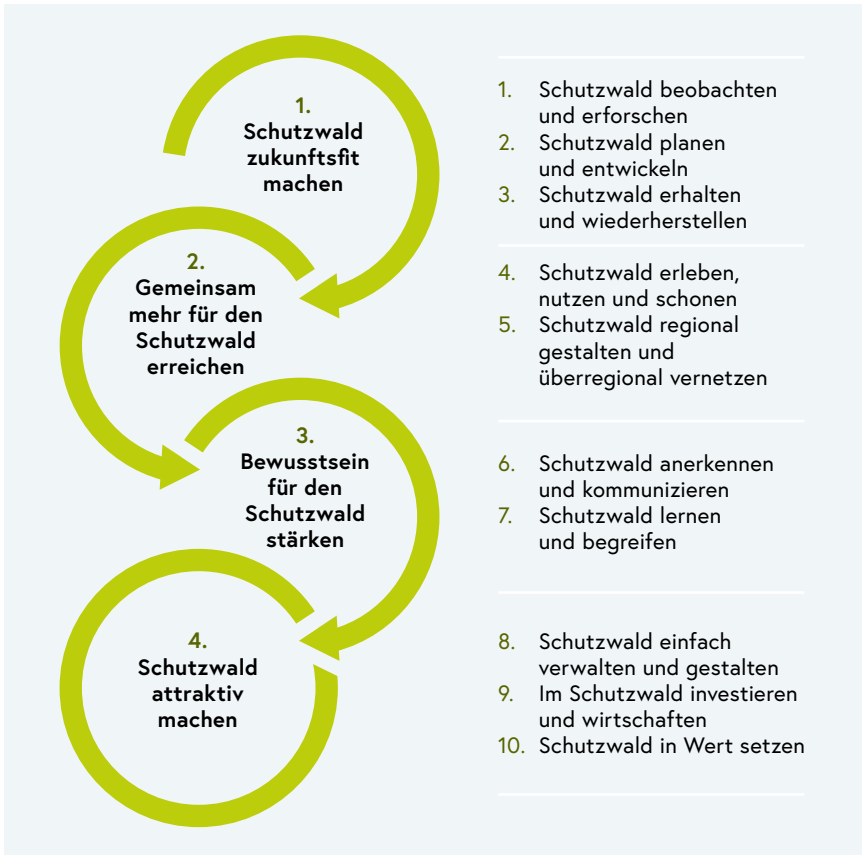 1.
Schutzwald
zukunftsfit
machen
2.
Gemeinsam
mehr für den
Schutzwald
erreichen
3.
Bewusstsein
für den
Schutzwald
stärken
4.
Schutzwald
attraktiv
machen
1. Schutzwald beobachten
und erforschen
2. Schutzwald planen
und entwickeln
3. Schutzwald erhalten
und wiederherstellen
4. Schutzwald erleben,
nutzen und schonen
5. Schutzwald regional
gestalten und
überregional vernetzen
6. Schutzwald anerkennen
und kommunizieren
7. Schutzwald lernen
und begreifen
8. Schutzwald einfach
verwalten und gestalten
9. Im Schutzwald investieren
und wirtschaften
10. Schutzwald in Wert setzen